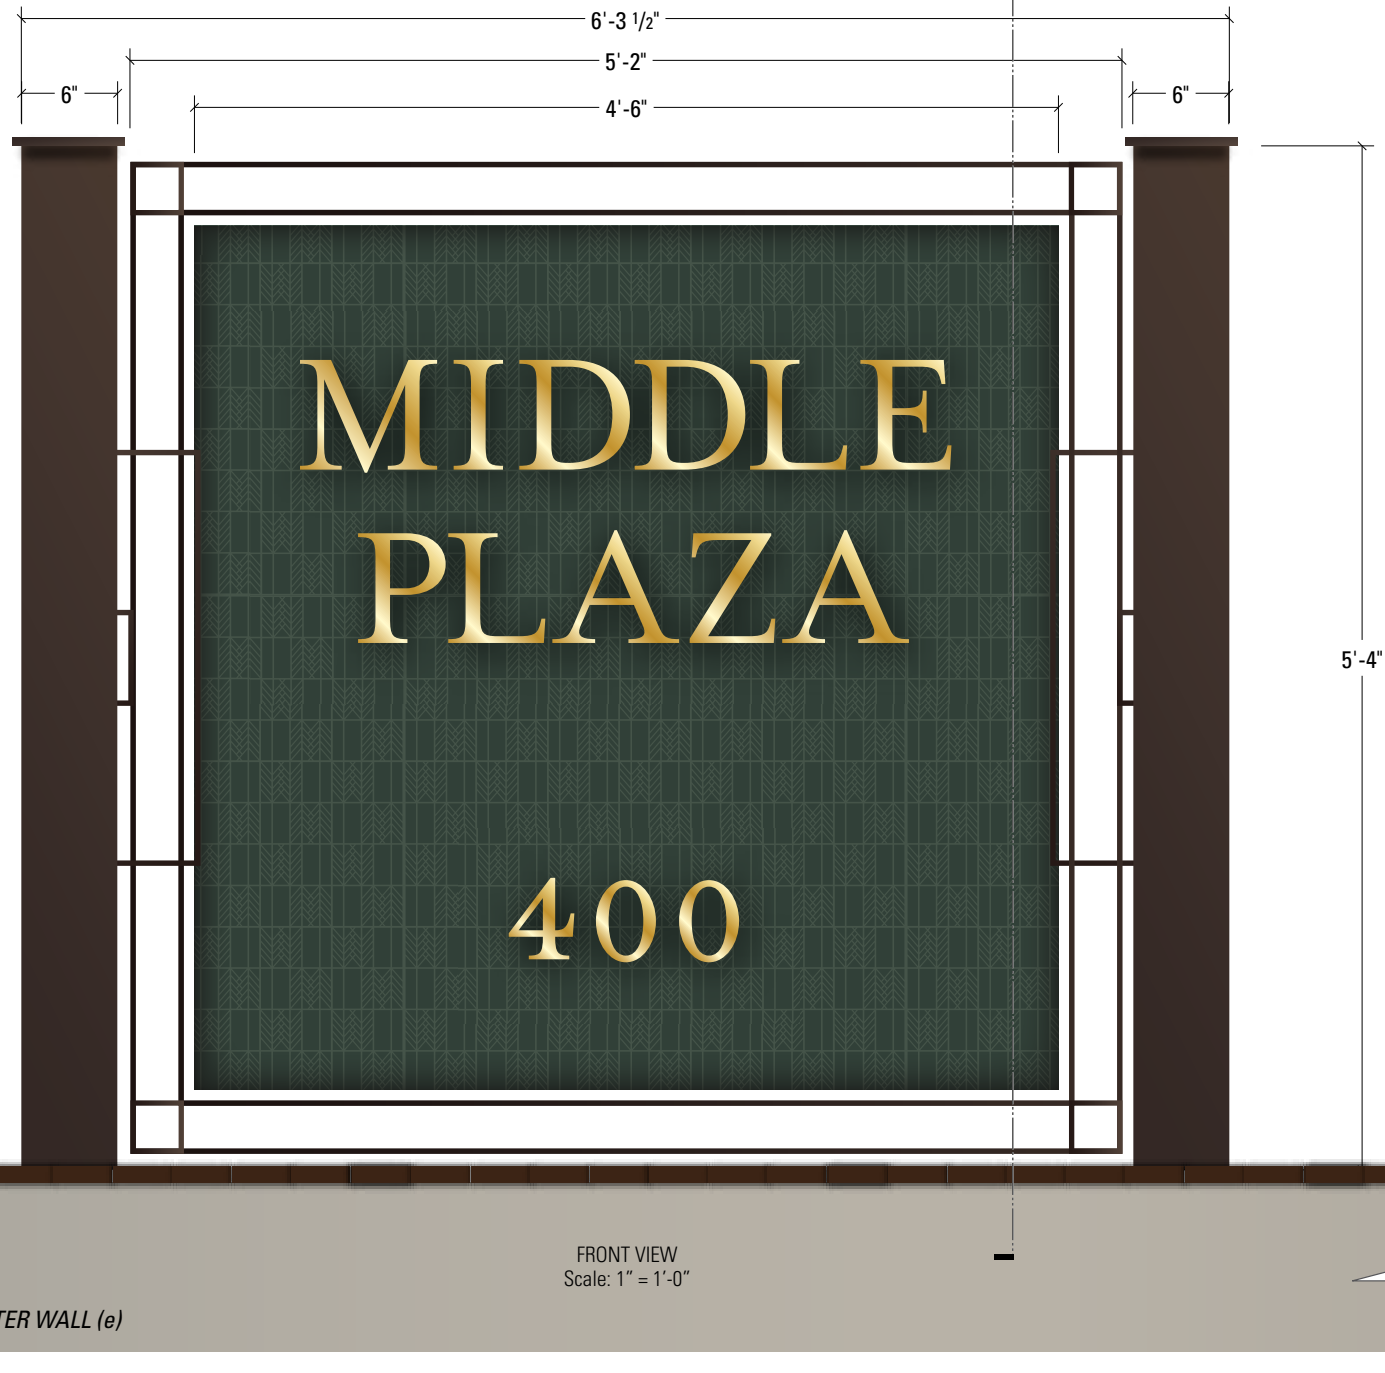 6'-3 1/2"
5'-2"
6"
4'-6"
6"
MIDDLE
PLAZA
5'-4"
400
FRONT VIEW
Scale: 1” = 1’-0”
TER WALL (e)